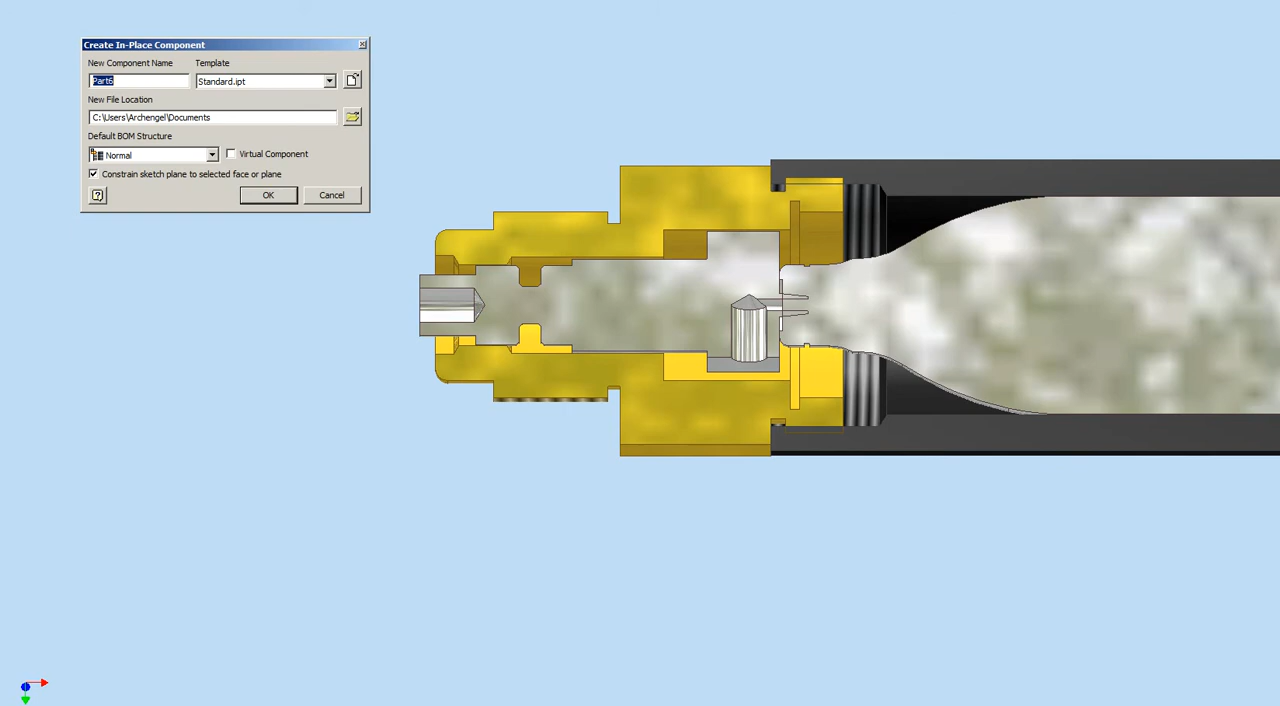 Create In-Place Component
New Component Name Template
Part6 Standard.ipt
New File Location
C:\Users\Archengel\Documents
Default BOM Structure
Normal Virtual Component
Constrain sketch plane to selected face or plane
OK Cancel